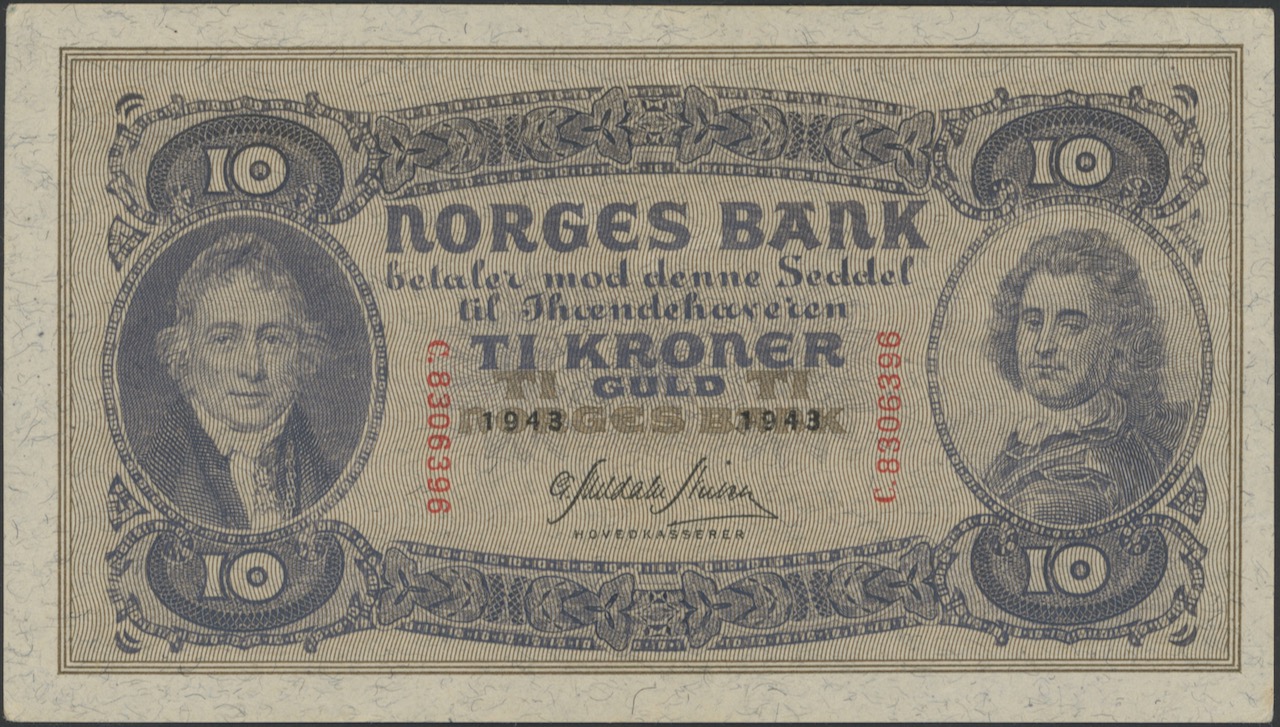 10 10
NORGES BANK
betaler mod denne Seddel
til Ihændehaveren
TI KRONER
TI GULD TI
NORGES BANK
1943 1943
C.8306396
C.8306396
HOVEDKASSERER
10 10